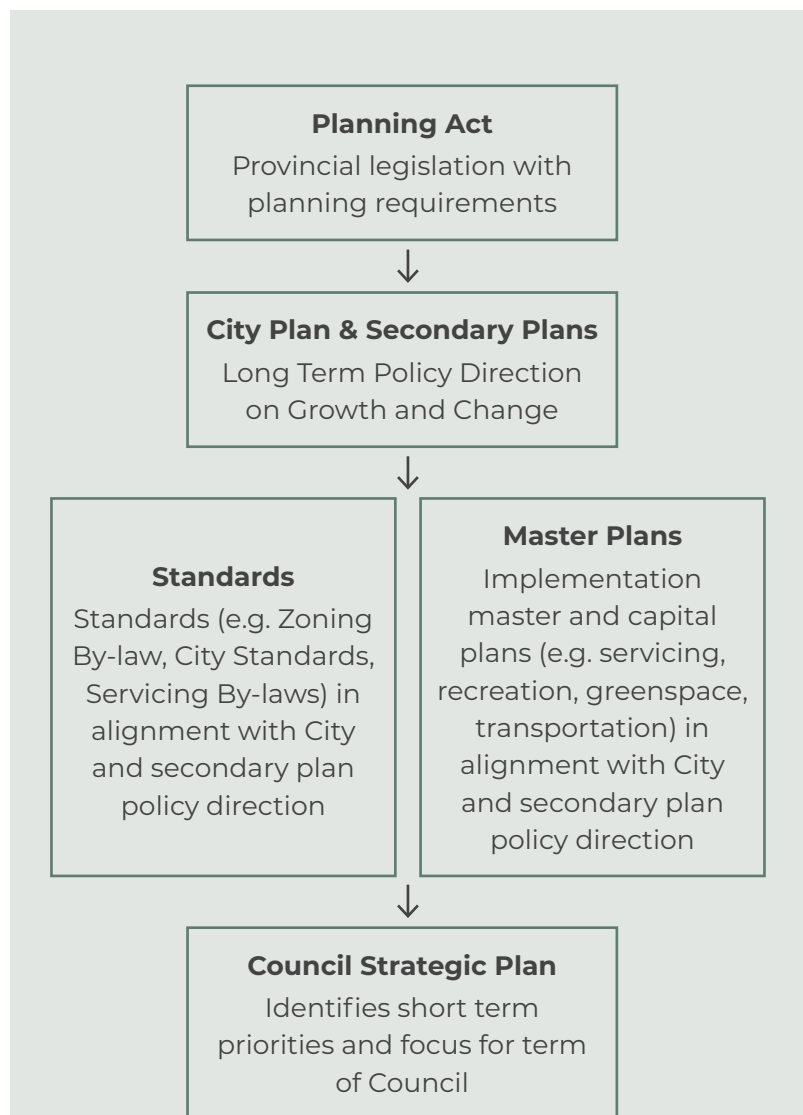 Planning Act
Provincial legislation with
planning requirements
City Plan & Secondary Plans
Long Term Policy Direction
on Growth and Change
Standards
Standards (e.g. Zoning
By-law, City Standards,
Servicing By-laws) in
alignment with City
and secondary plan
policy direction
Master Plans
Implementation
master and capital
plans (e.g. servicing,
recreation, greenspace,
transportation) in
alignment with City
and secondary plan
policy direction
Council Strategic Plan
Identifies short term
priorities and focus for term
of Council